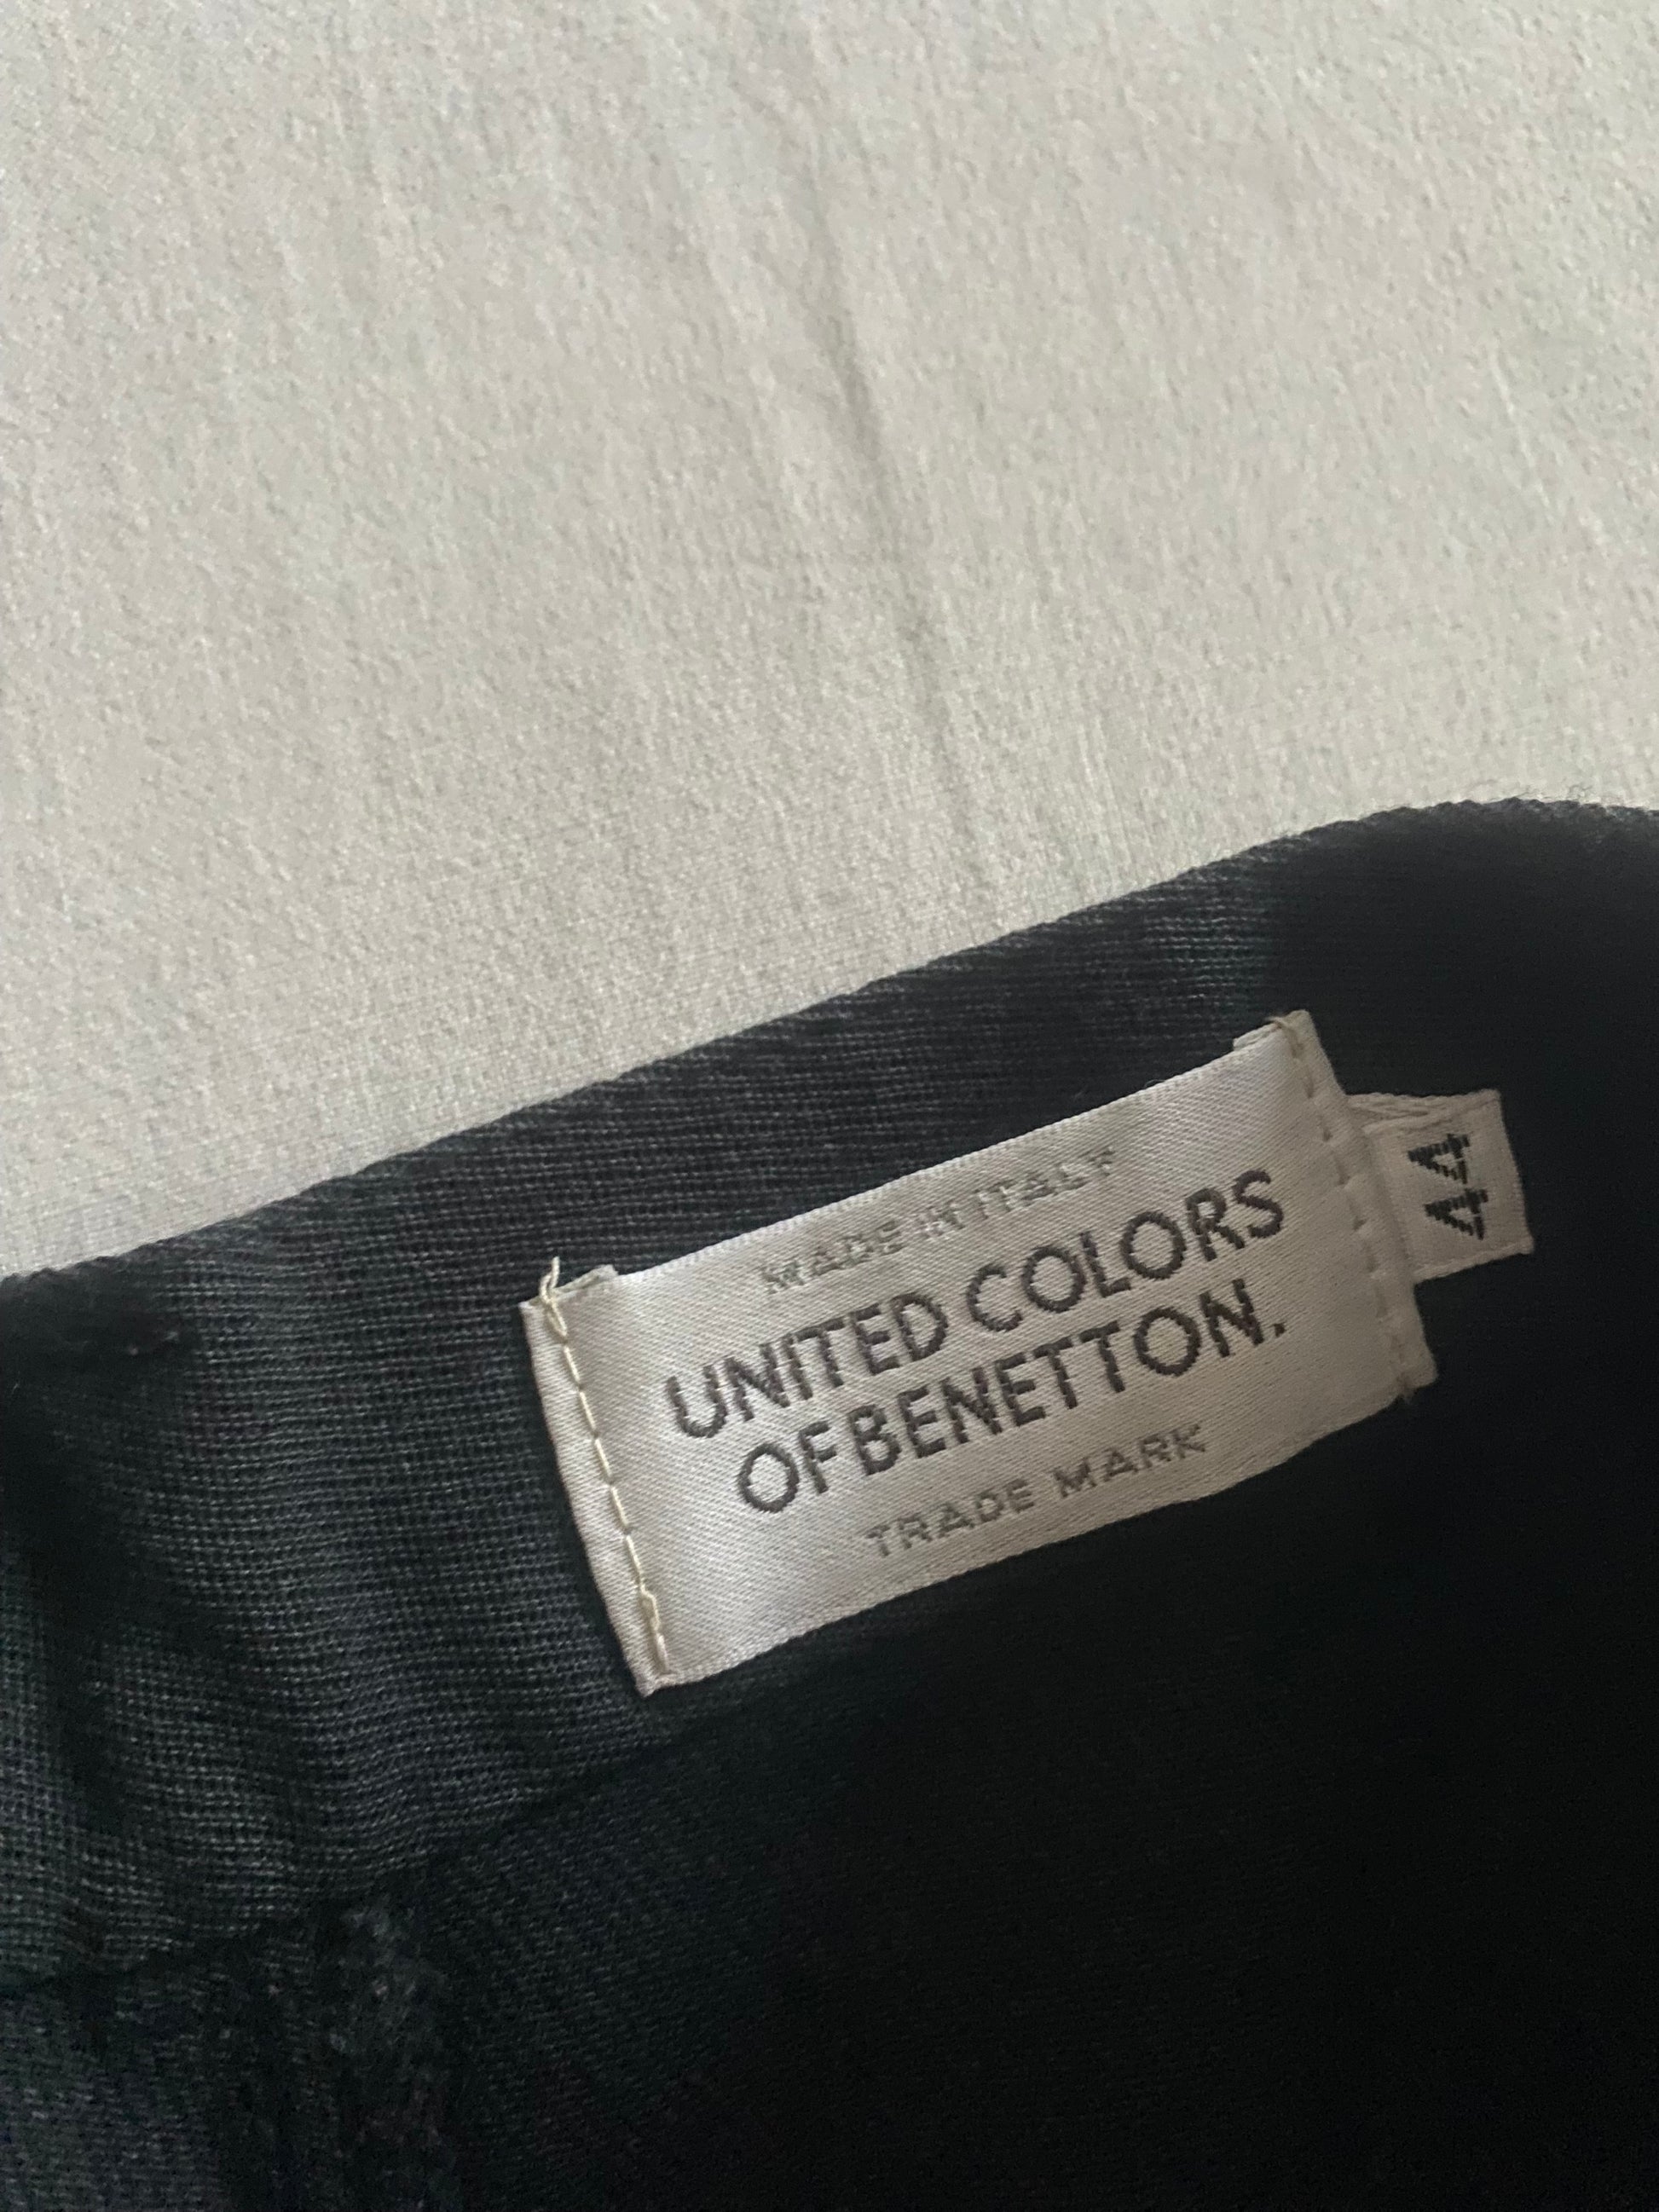 MADE IN ITALY
UNITED COLORS
OF BENETTON.
TRADE MARK
44